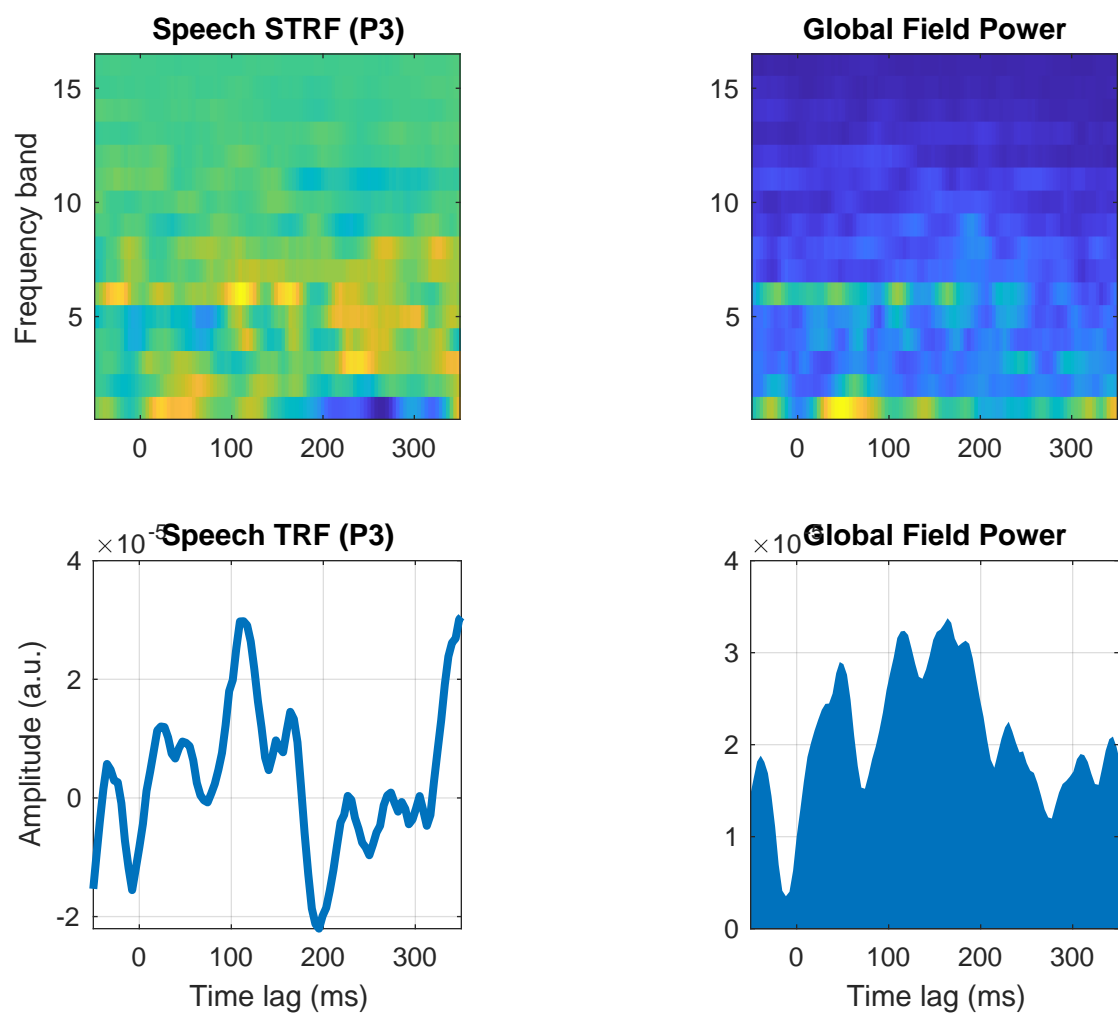 Speech STRF (P3)
Frequency band
15
10
5
0 100 200 300
Global Field Power
15
10
5
0 100 200 300
Speech TRF (P3)
×10-5
Amplitude (a.u.)
4
2
0
-2
0 100 200 300
Time lag (ms)
Global Field Power
×10
4
3
2
1
0
0 100 200 300
Time lag (ms)